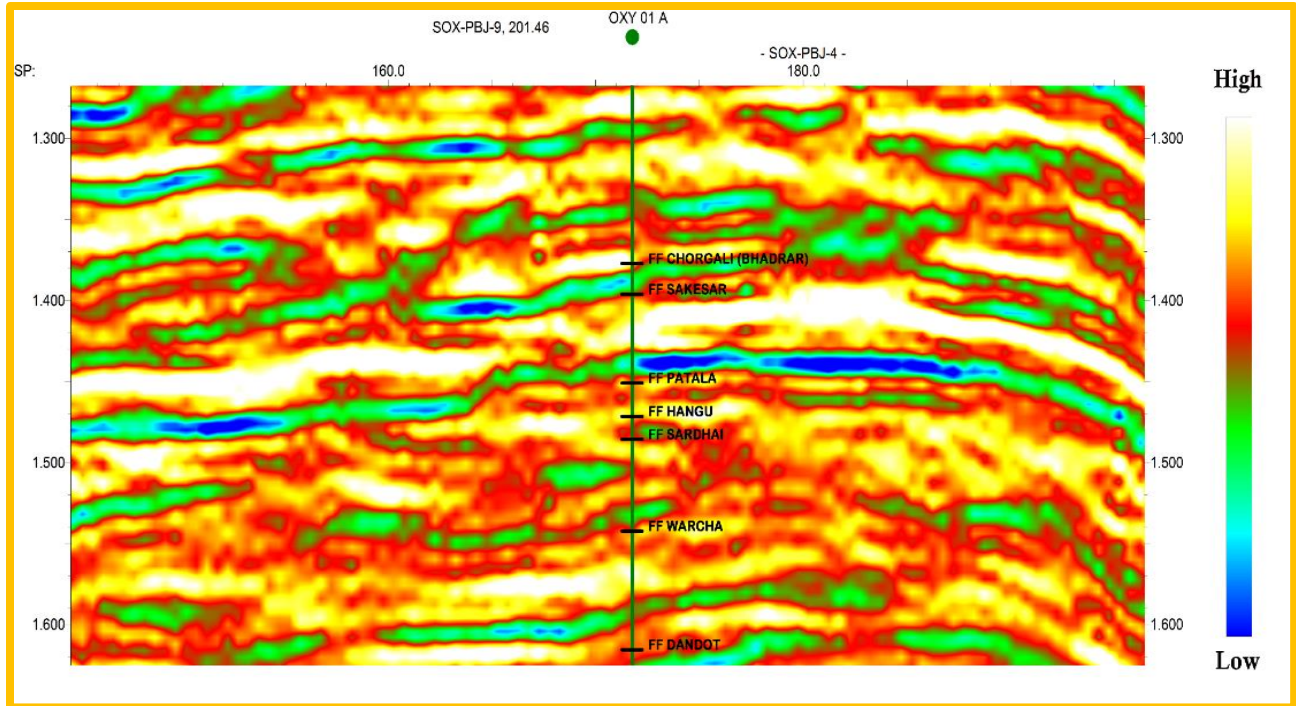 OXY 01 A
SOX-PBJ-9, 201.46
- SOX-PBJ-4 -
SP:
160.0
180.0
High
1.300
1.300
FF CHORGALI (BHADRAR)
FF SAKESAR
1.400
1.400
FF PATALA
FF HANGU
FF SARDHAI
1.500
1.500
FF WARCHA
1.600
1.600
FF DANDOT
Low